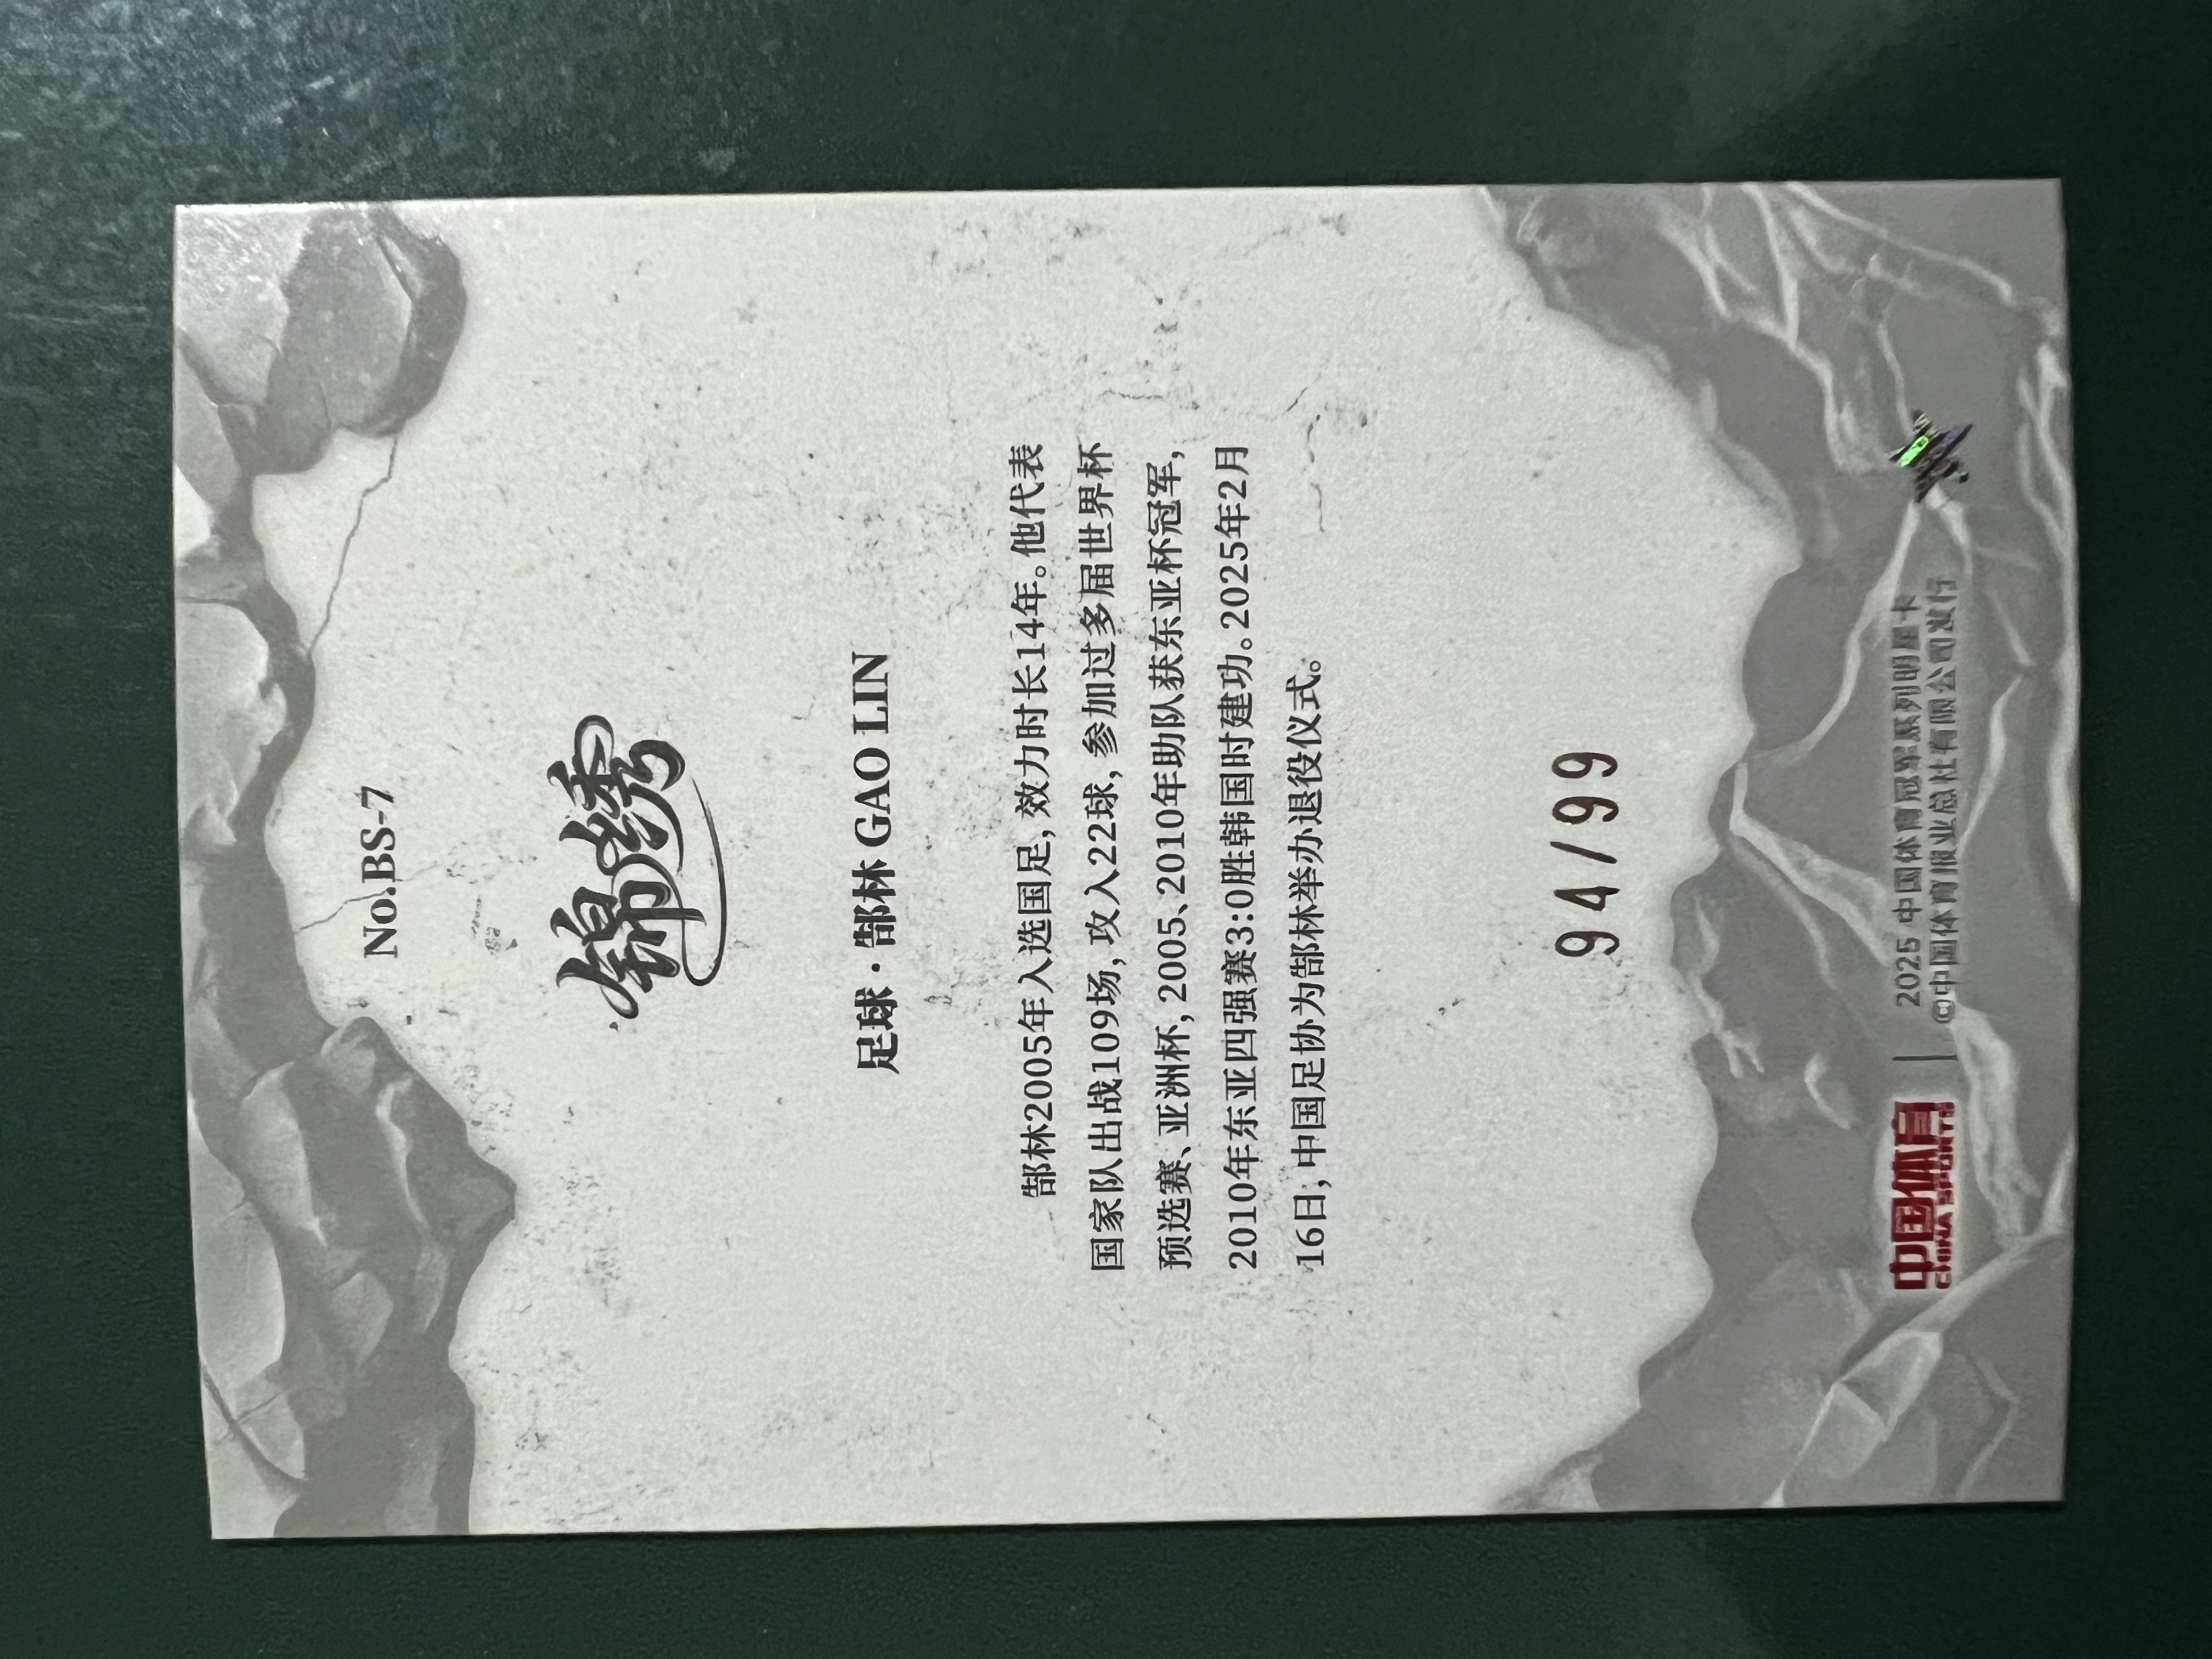 No.BS-7
锦绣
足球·郜林 GAO LIN
郜林2005年入选国足，效力时长14年。他代表
国家队出战109场，攻入22球，参加过多届世界杯
预选赛、亚洲杯，2005、2010年助队获东亚杯冠军，
2010年东亚四强赛3:0胜韩国时建功。2025年2月
16日，中国足协为郜林举办退役仪式。
94/99
中国体育
CHINA SPORTS
2025 中国体育冠军系列明星卡
©中国体育报业总社有限公司发行